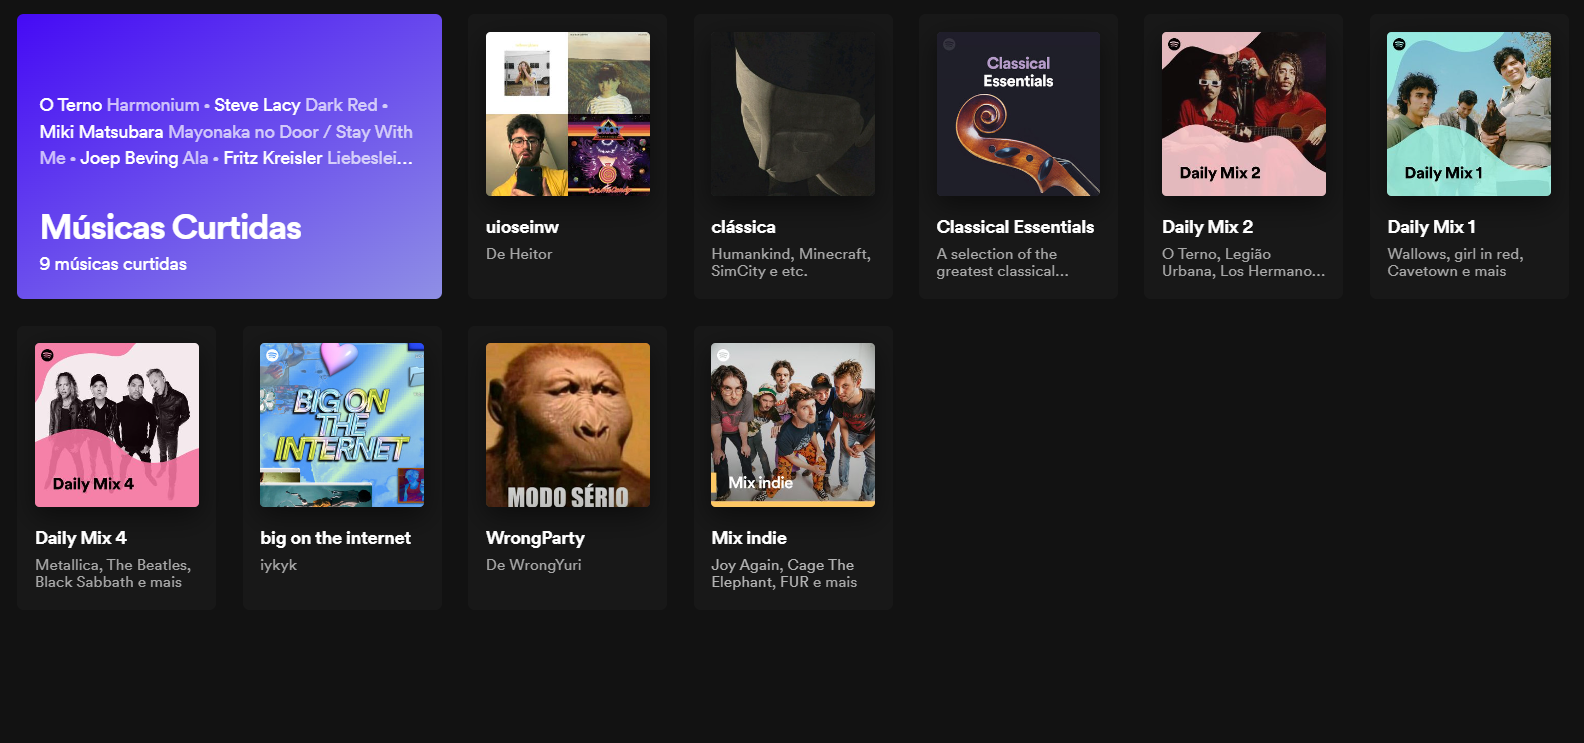 O Terno Harmonium • Steve Lacy Dark Red •
Miki Matsubara Mayonaka no Door / Stay With
Me • Joep Beving Ala • Fritz Kreisler Liebeslei...
Músicas Curtidas
9 músicas curtidas
uioseinw
De Heitor
clássica
Humankind, Minecraft,
SimCity e etc.
Classical
Essentials
Classical Essentials
A selection of the
greatest classical...
Daily Mix 2
Daily Mix 2
O Terno, Legião
Urbana, Los Hermano...
Daily Mix 1
Daily Mix 1
Wallows, girl in red,
Cavetown e mais
Daily Mix 4
Daily Mix 4
Metallica, The Beatles,
Black Sabbath e mais
BIG ON
THE
INTERNET
big on the internet
iykyk
MODO SÉRIO
WrongParty
De WrongYuri
Mix indie
Mix indie
Joy Again, Cage The
Elephant, FUR e mais